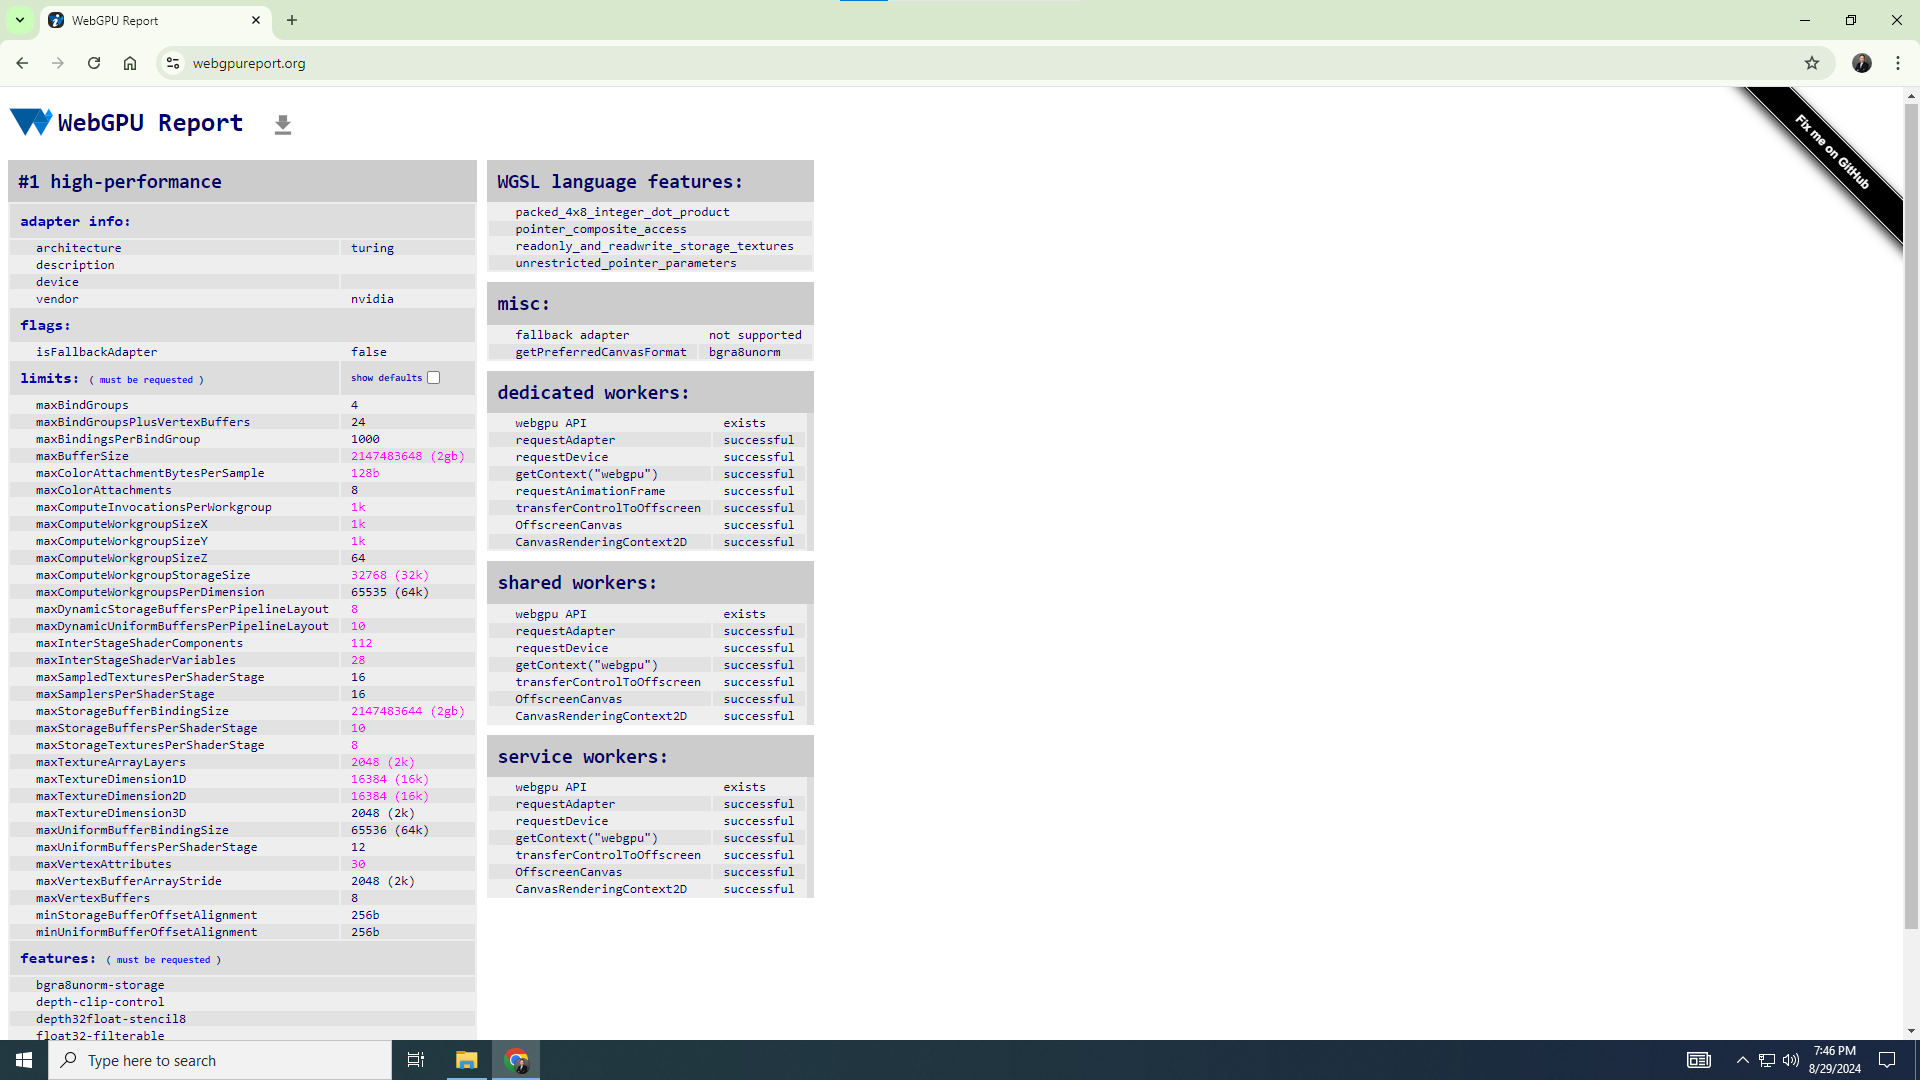 WebGPU Report
webgpureport.org
WebGPU Report
Fix me on GitHub
#1 high-performance
adapter info:
architecture turing
description
device
vendor nvidia
flags:
isFallbackAdapter false
limits: ( must be requested ) show defaults
maxBindGroups 4
maxBindGroupsPlusVertexBuffers 24
maxBindingsPerBindGroup 1000
maxBufferSize 2147483648 (2gb)
maxColorAttachmentBytesPerSample 128b
maxColorAttachments 8
maxComputeInvocationsPerWorkgroup 1k
maxComputeWorkgroupSizeX 1k
maxComputeWorkgroupSizeY 1k
maxComputeWorkgroupSizeZ 64
maxComputeWorkgroupStorageSize 32768 (32k)
maxComputeWorkgroupsPerDimension 65535 (64k)
maxDynamicStorageBuffersPerPipelineLayout 8
maxDynamicUniformBuffersPerPipelineLayout 10
maxInterStageShaderComponents 112
maxInterStageShaderVariables 28
maxSampledTexturesPerShaderStage 16
maxSamplersPerShaderStage 16
maxStorageBufferBindingSize 2147483644 (2gb)
maxStorageBuffersPerShaderStage 10
maxStorageTexturesPerShaderStage 8
maxTextureArrayLayers 2048 (2k)
maxTextureDimension1D 16384 (16k)
maxTextureDimension2D 16384 (16k)
maxTextureDimension3D 2048 (2k)
maxUniformBufferBindingSize 65536 (64k)
maxUniformBuffersPerShaderStage 12
maxVertexAttributes 30
maxVertexBufferArrayStride 2048 (2k)
maxVertexBuffers 8
minStorageBufferOffsetAlignment 256b
minUniformBufferOffsetAlignment 256b
features: ( must be requested )
bgra8unorm-storage
depth-clip-control
depth32float-stencil8
float32-filterable
WGSL language features:
packed_4x8_integer_dot_product
pointer_composite_access
readonly_and_readwrite_storage_textures
unrestricted_pointer_parameters
misc:
fallback adapter not supported
getPreferredCanvasFormat bgra8unorm
dedicated workers:
webgpu API exists
requestAdapter successful
requestDevice successful
getContext("webgpu") successful
requestAnimationFrame successful
transferControlToOffscreen successful
OffscreenCanvas successful
CanvasRenderingContext2D successful
shared workers:
webgpu API exists
requestAdapter successful
requestDevice successful
getContext("webgpu") successful
transferControlToOffscreen successful
OffscreenCanvas successful
CanvasRenderingContext2D successful
service workers:
webgpu API exists
requestAdapter successful
requestDevice successful
getContext("webgpu") successful
transferControlToOffscreen successful
OffscreenCanvas successful
CanvasRenderingContext2D successful
Type here to search
7:46 PM
8/29/2024